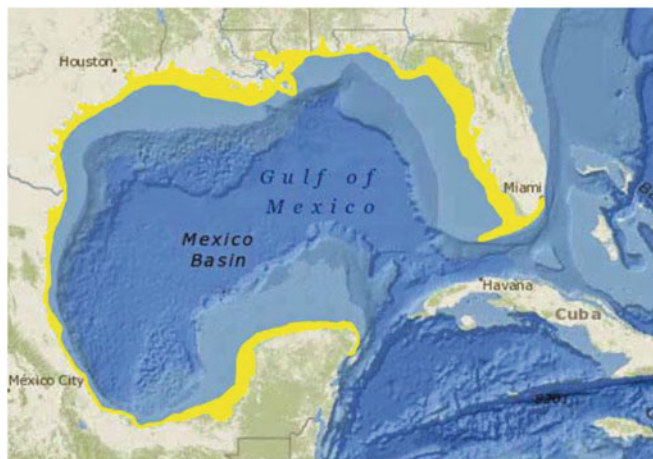 Houston
Gulf of
Mexico
Miami
Mexico
Basin
Havana
Cuba
México City